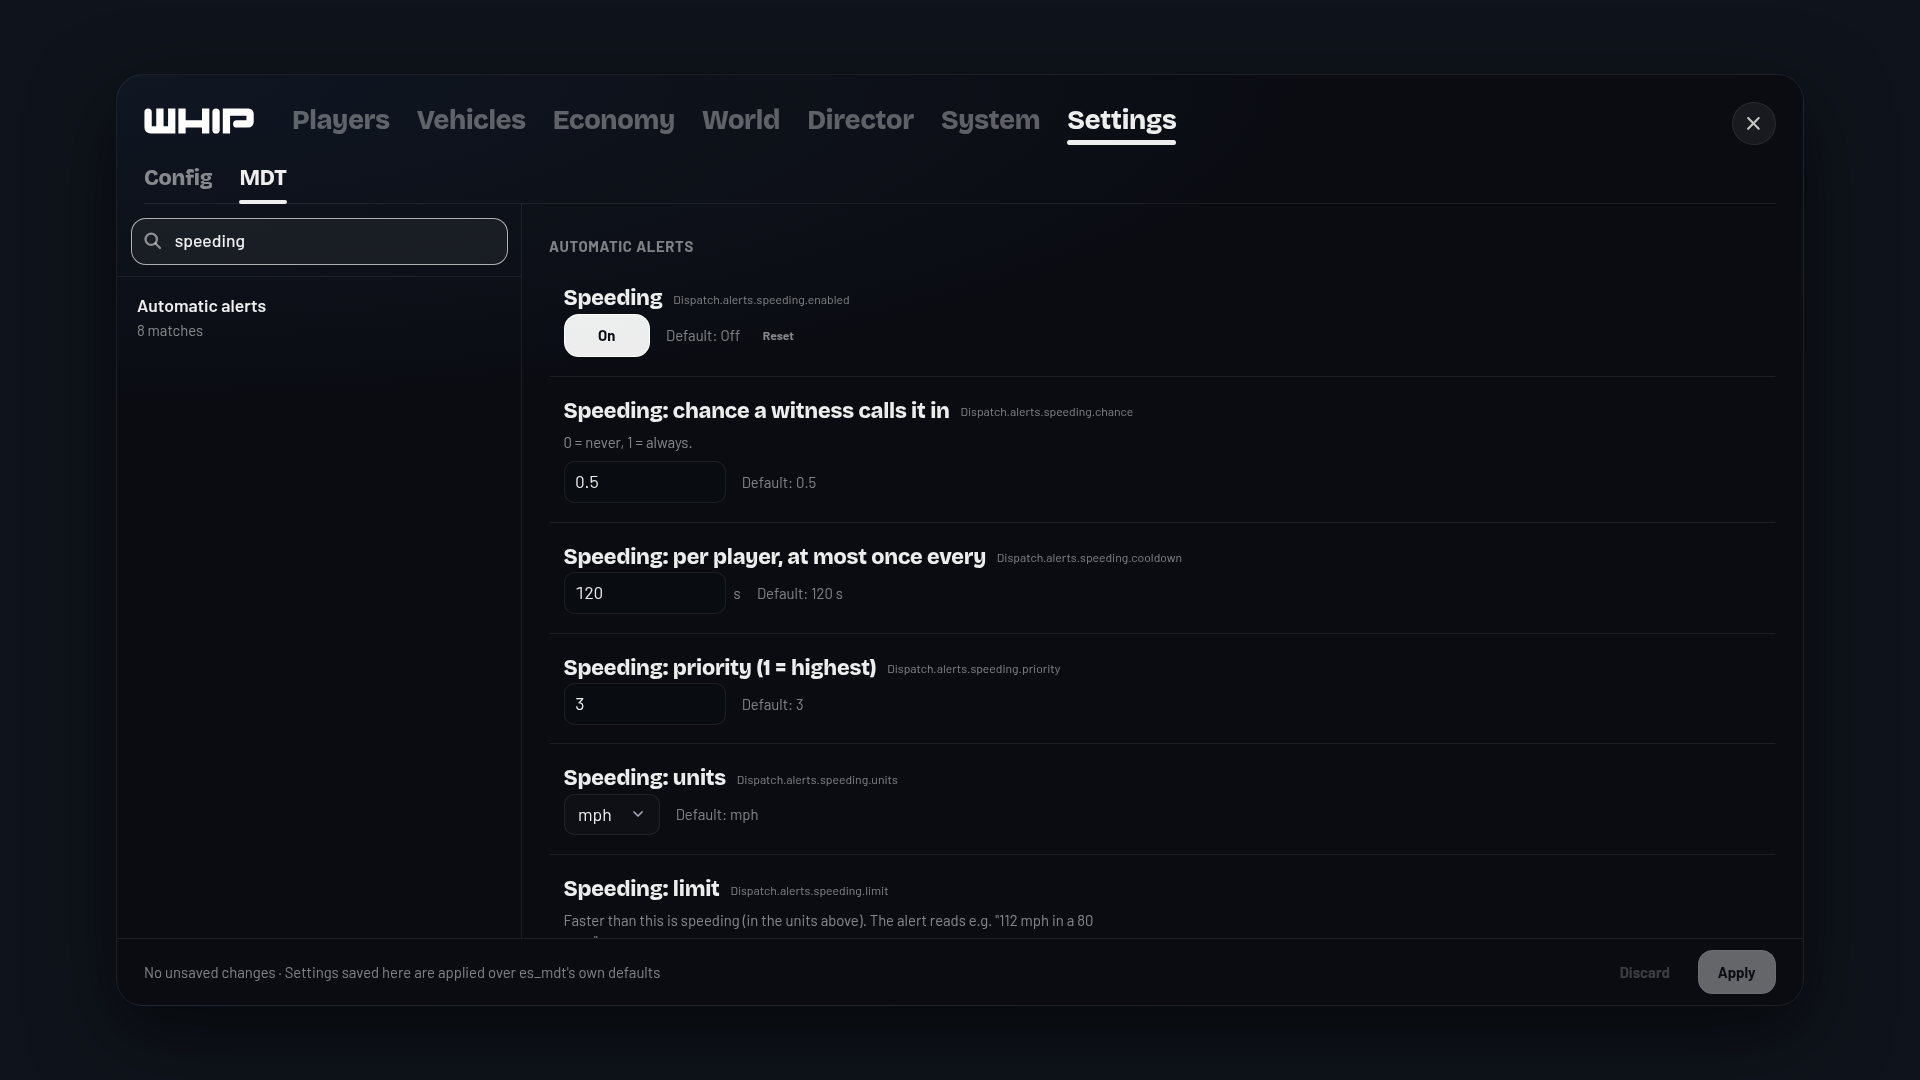 WHIP Players Vehicles Economy World Director System Settings
Config MDT
speeding
Automatic alerts
8 matches
AUTOMATIC ALERTS
Speeding Dispatch.alerts.speeding.enabled
On Default: Off Reset
Speeding: chance a witness calls it in Dispatch.alerts.speeding.chance
0 = never, 1 = always.
0.5 Default: 0.5
Speeding: per player, at most once every Dispatch.alerts.speeding.cooldown
120 s Default: 120 s
Speeding: priority (1 = highest) Dispatch.alerts.speeding.priority
3 Default: 3
Speeding: units Dispatch.alerts.speeding.units
mph Default: mph
Speeding: limit Dispatch.alerts.speeding.limit
Faster than this is speeding (in the units above). The alert reads e.g. "112 mph in a 80
No unsaved changes · Settings saved here are applied over es_mdt's own defaults
Discard Apply